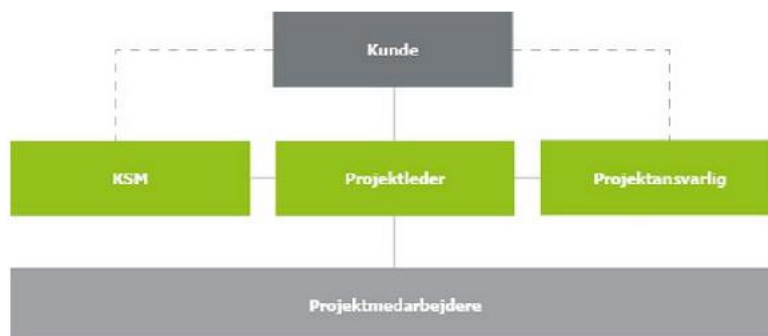 Kunde
KSM
Projektleder
Projektansvarlig
Projektmedarbejdere